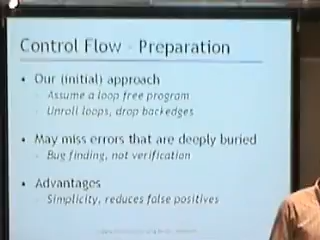 Control Flow - Preparation
• Our (initial) approach
- Assume a loop free program
- Unroll loops, drop backedges
• May miss errors that are deeply buried
- Bug finding, not verification
• Advantages
- Simplicity, reduces false positives